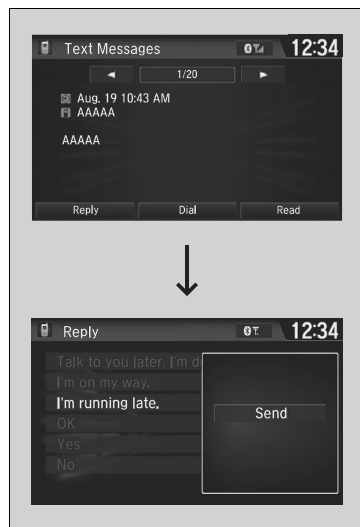 Text Messages 12:34
1/20
Aug. 19 10:43 AM
AAAAA
AAAAA
Reply Dial Read
Reply 12:34
Talk to you later. I'm d
I'm on my way.
I'm running late.
OK
Yes
No
Send